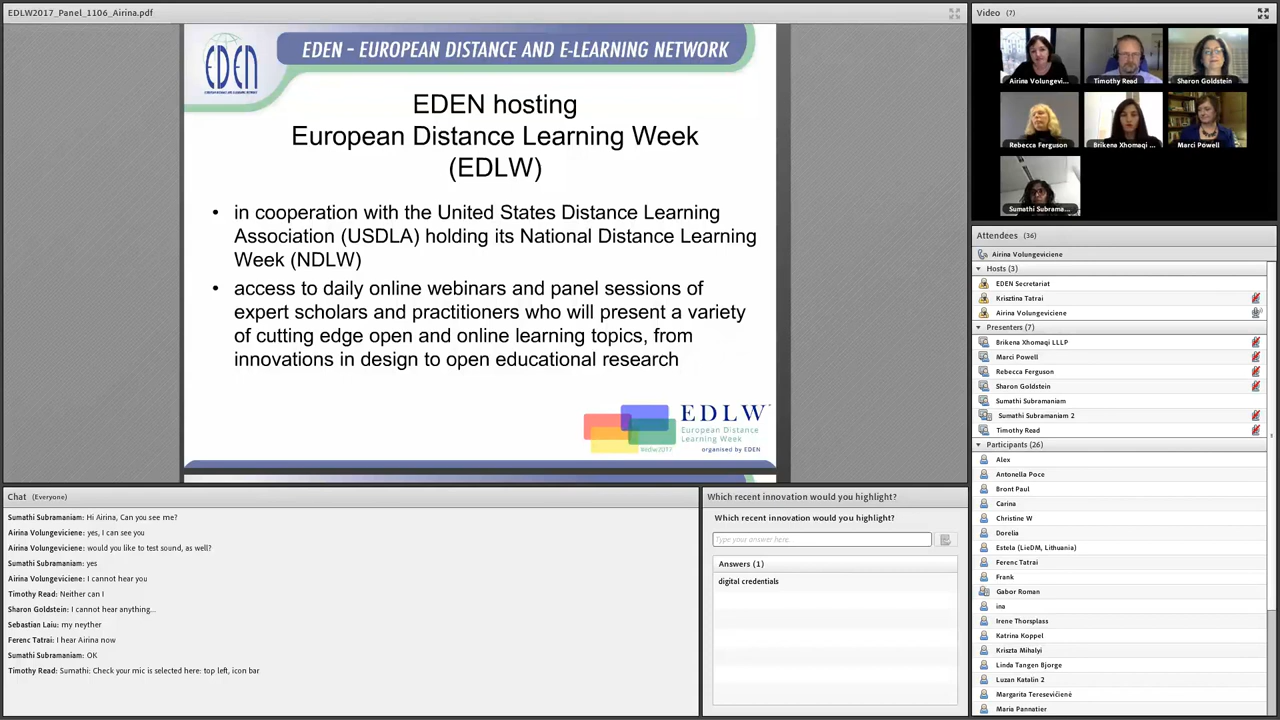 EDLW2017_Panel_1106_Airina.pdf
EDEN
EDEN - EUROPEAN DISTANCE AND E-LEARNING NETWORK
EDEN hosting
European Distance Learning Week
(EDLW)
• in cooperation with the United States Distance Learning
Association (USDLA) holding its National Distance Learning
Week (NDLW)
• access to daily online webinars and panel sessions of
expert scholars and practitioners who will present a variety
of cutting edge open and online learning topics, from
innovations in design to open educational research
EDLW
European Distance
Learning Week
#edlw2017
organised by EDEN
Chat (Everyone)
Sumathi Subramaniam: Hi Airina, Can you see me?
Airina Volungeviciene: yes, I can see you
Airina Volungeviciene: would you like to test sound, as well?
Sumathi Subramaniam: yes
Airina Volungeviciene: I cannot hear you
Timothy Read: Neither can I
Sharon Goldstein: I cannot hear anything...
Sebastian Laiu: my neyther
Ferenc Tatrai: I hear Airina now
Sumathi Subramaniam: OK
Timothy Read: Sumathi: Check your mic is selected here: top left, icon bar
Which recent innovation would you highlight?
Which recent innovation would you highlight?
Type your answer here.
Answers (1)
digital credentials
Video (7)
Airina Volungevi...
Timothy Read
Sharon Goldstein
Rebecca Ferguson
Brikena Xhomaqi ...
Marci Powell
Sumathi Subrama...
Attendees (36)
Airina Volungeviciene
Hosts (3)
EDEN Secretariat
Krisztina Tatrai
Airina Volungeviciene
Presenters (7)
Brikena Xhomaqi LLLP
Marci Powell
Rebecca Ferguson
Sharon Goldstein
Sumathi Subramaniam
Sumathi Subramaniam 2
Timothy Read
Participants (26)
Alex
Antonella Poce
Bront Paul
Carina
Christine W
Dorelia
Estela (LieDM, Lithuania)
Ferenc Tatrai
Frank
Gabor Roman
ina
Irene Thorsplass
Katrina Koppel
Kriszta Mihalyi
Linda Tangen Bjorge
Luzan Katalin 2
Margarita Teresevičienė
Maria Pannatier